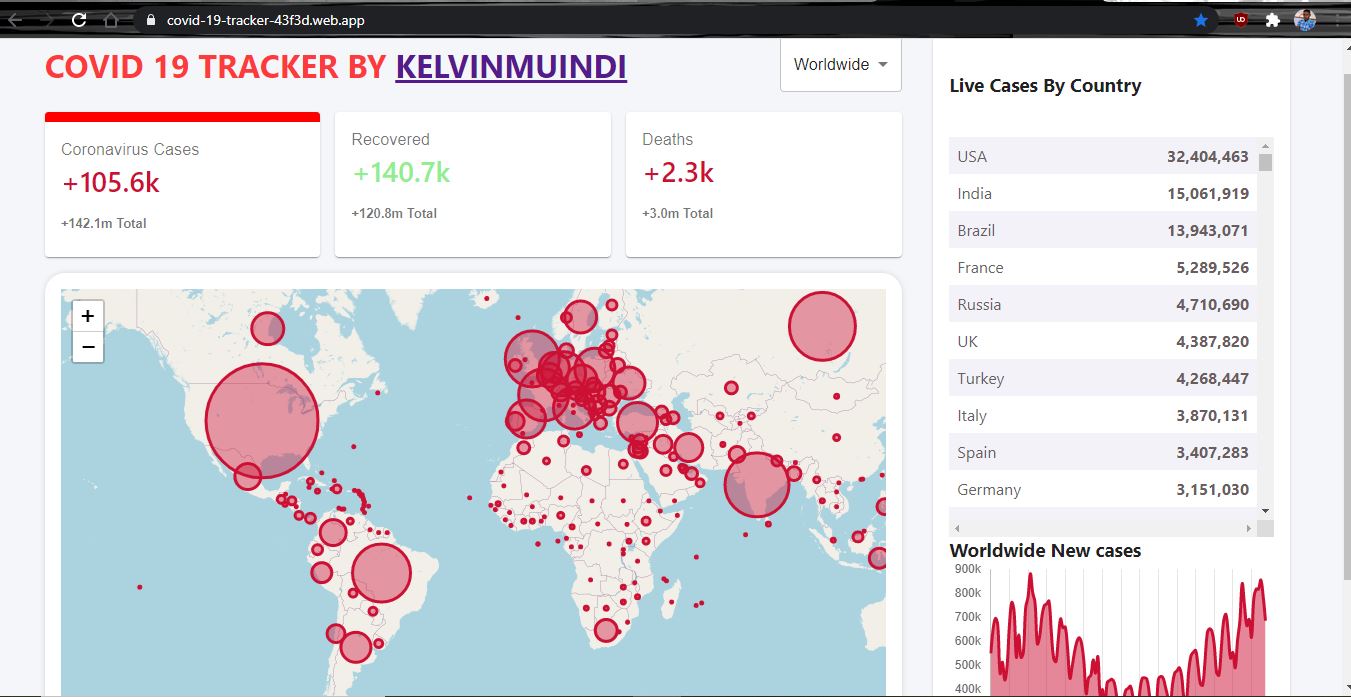 covid-19-tracker-43f3d.web.app
COVID 19 TRACKER BY KELVINMUINDI
Worldwide
Coronavirus Cases
+105.6k
+142.1m Total
Recovered
+140.7k
+120.8m Total
Deaths
+2.3k
+3.0m Total
+
−
Live Cases By Country
USA 32,404,463
India 15,061,919
Brazil 13,943,071
France 5,289,526
Russia 4,710,690
UK 4,387,820
Turkey 4,268,447
Italy 3,870,131
Spain 3,407,283
Germany 3,151,030
Worldwide New cases
900k
800k
700k
600k
500k
400k